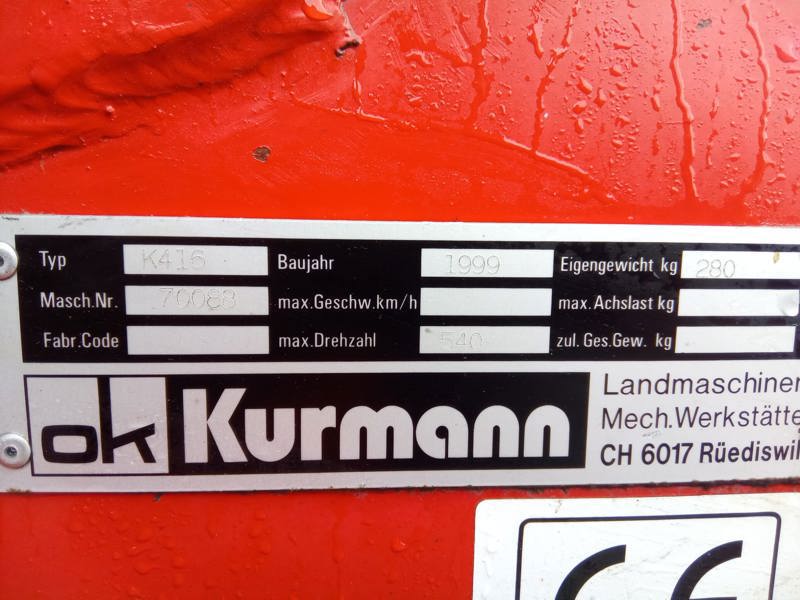 Typ K416 Baujahr 1999 Eigengewicht kg 280
Masch.Nr. 70088 max.Geschw.km/h max.Achslast kg
Fabr.Code max.Drehzahl 540 zul.Ges.Gew. kg
ok Kurmann
Landmaschinen
Mech.Werkstätte
CH 6017 Rüediswil
CE